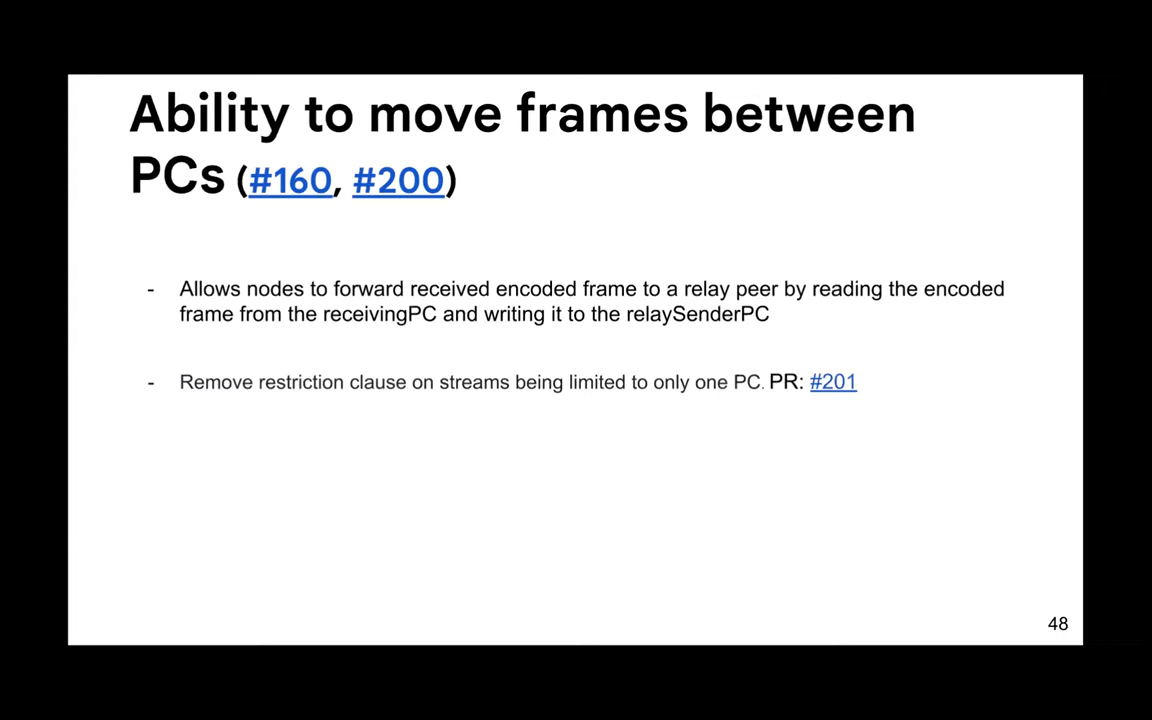 Ability to move frames between
PCs (#160, #200)
- Allows nodes to forward received encoded frame to a relay peer by reading the encoded
frame from the receivingPC and writing it to the relaySenderPC
- Remove restriction clause on streams being limited to only one PC. PR: #201
48